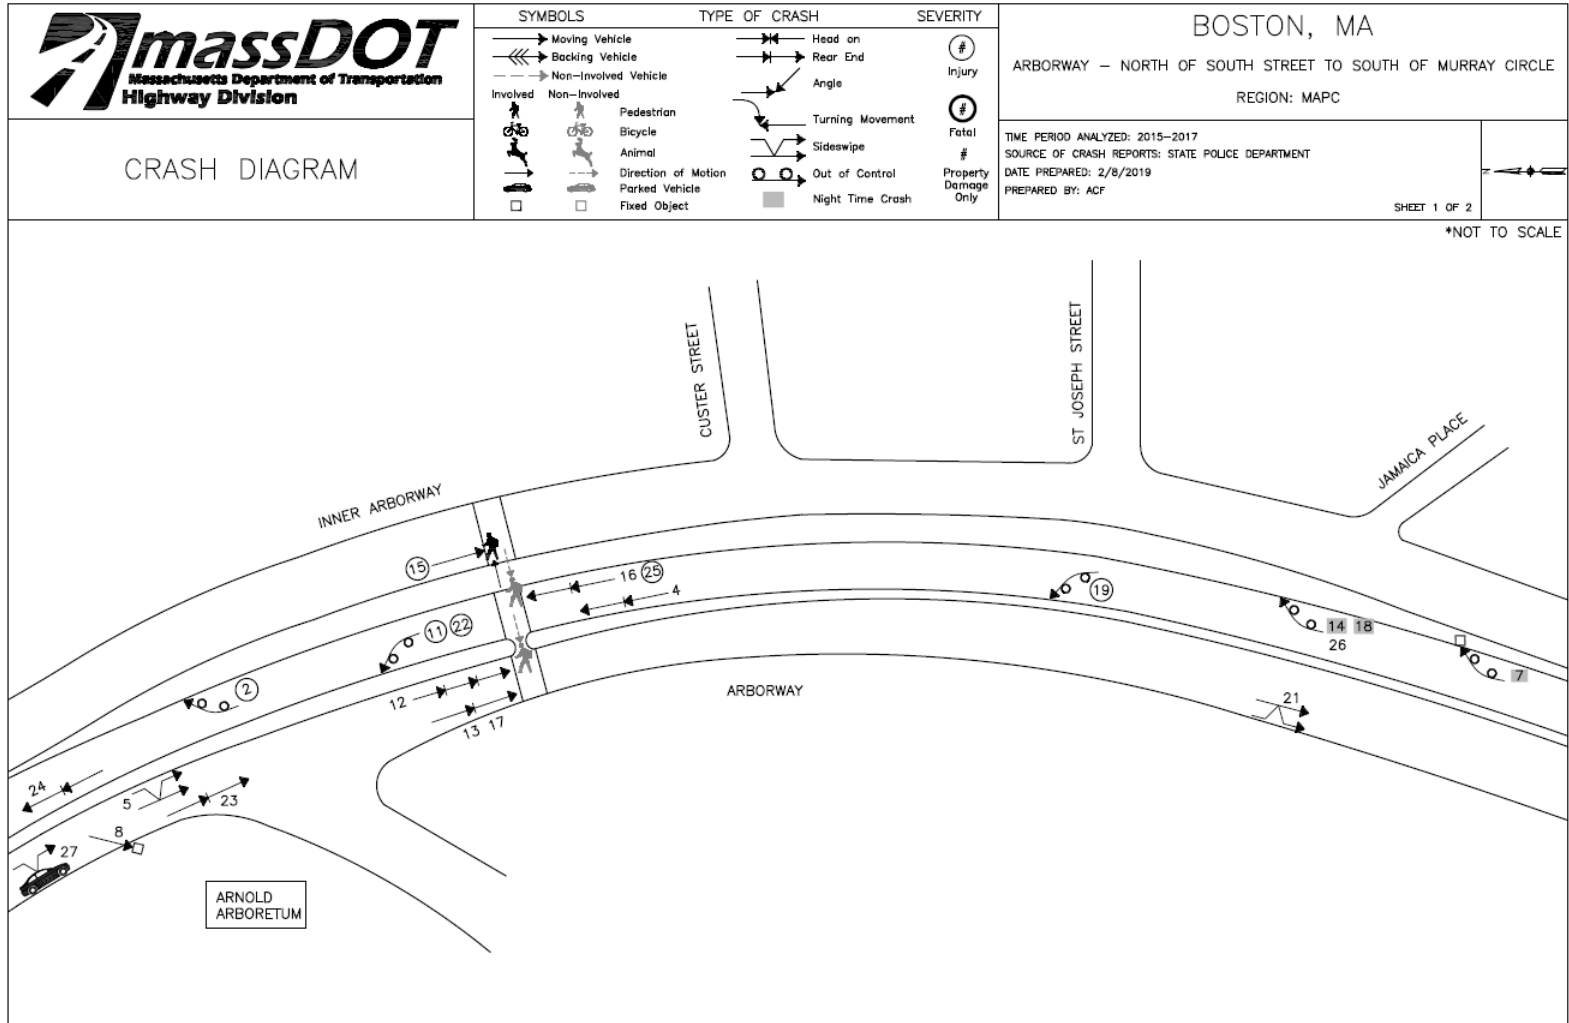 massDOT
Massachusetts Department of Transportation
Highway Division
CRASH DIAGRAM
SYMBOLS
Moving Vehicle
Backing Vehicle
Non-Involved Vehicle
Involved Non-Involved
Pedestrian
Bicycle
Animal
Direction of Motion
Parked Vehicle
Fixed Object
TYPE OF CRASH
Head on
Rear End
Angle
Turning Movement
Sideswipe
Out of Control
Night Time Crash
SEVERITY
#
Injury
#
Fatal
#
Property
Damage
Only
BOSTON, MA
ARBORWAY - NORTH OF SOUTH STREET TO SOUTH OF MURRAY CIRCLE
REGION: MAPC
TIME PERIOD ANALYZED: 2015-2017
SOURCE OF CRASH REPORTS: STATE POLICE DEPARTMENT
DATE PREPARED: 2/8/2019
PREPARED BY: ACF
SHEET 1 OF 2
Z
*NOT TO SCALE
CUSTER STREET
ST JOSEPH STREET
JAMAICA PLACE
INNER ARBORWAY
15
16 25
4
19
11 22
14 18
26
7
2
12
13 17
ARBORWAY
21
24
5
23
8
27
ARNOLD
ARBORETUM